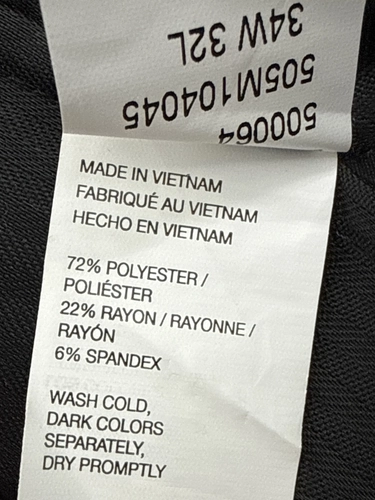 34W 32L
505M104045
500064
MADE IN VIETNAM
FABRIQUÉ AU VIETNAM
HECHO EN VIETNAM
72% POLYESTER /
POLIÉSTER
22% RAYON / RAYONNE /
RAYÓN
6% SPANDEX
WASH COLD,
DARK COLORS
SEPARATELY,
DRY PROMPTLY